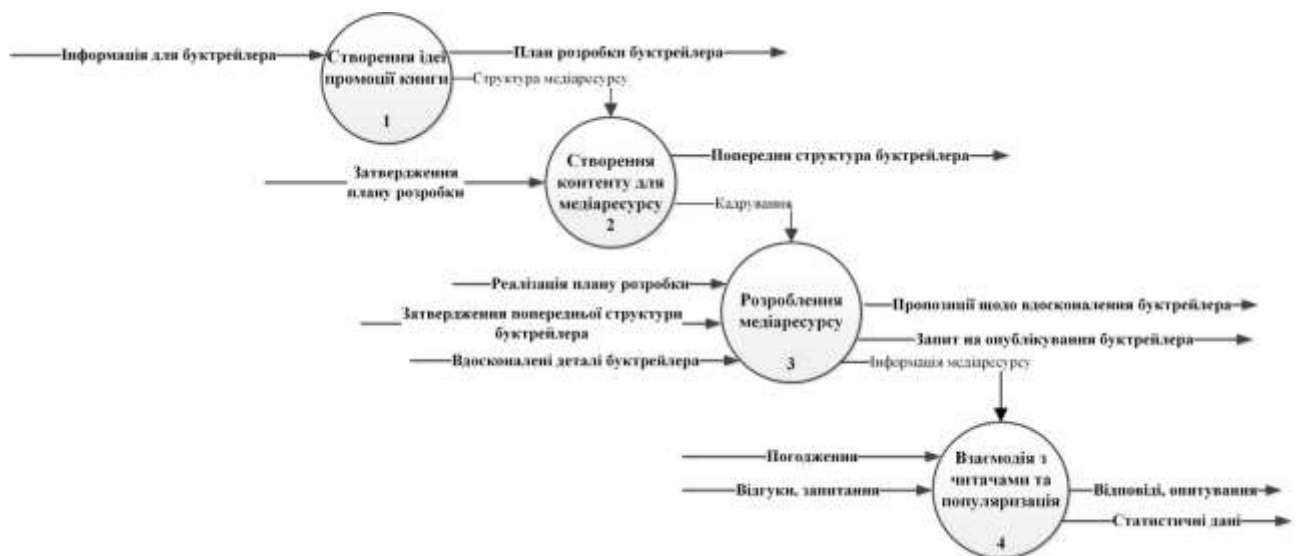 Інформація для буктрейлера
Створення ідеї
промоції книги
1
План розробки буктрейлера
Структура медіаресурсу
Затвердження
плану розробки
Створення
контенту для
медіаресурсу
2
Попередня структура буктрейлера
Кадрування
Реалізація плану розробки
Затвердження попередньої структури
буктрейлера
Вдосконалені деталі буктрейлера
Розроблення
медіаресурсу
3
Пропозиції щодо вдосконалення буктрейлера
Запит на опублікування буктрейлера
Інформація медіаресурсу
Погодження
Відгуки, запитання
Взаємодія з
читачами та
популяризація
4
Відповіді, опитування
Статистичні дані